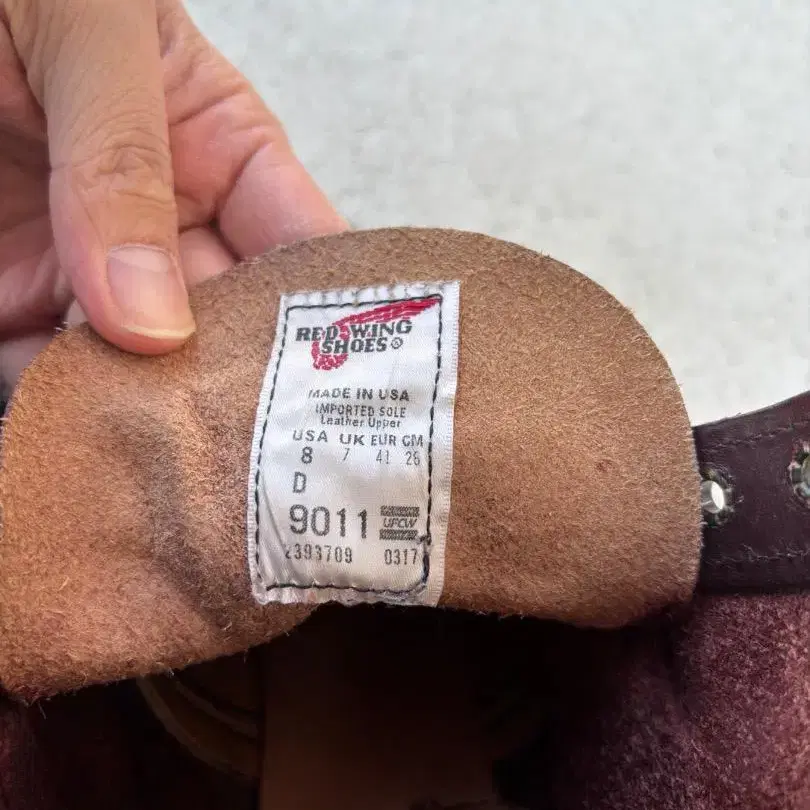 RED WING
SHOES®
MADE IN USA
IMPORTED SOLE
Leather Upper
USA UK EUR CM
8 7 41 26
D
9011 UFCW
2393709 0317